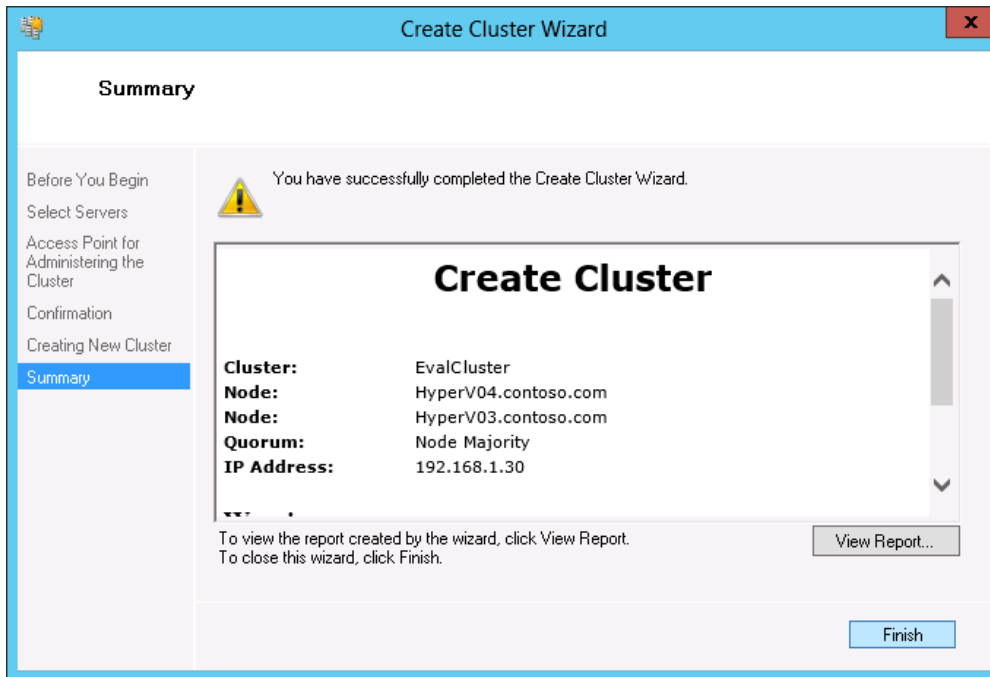 Create Cluster Wizard
x
Summary
Before You Begin
Select Servers
Access Point for
Administering the
Cluster
Confirmation
Creating New Cluster
Summary
You have successfully completed the Create Cluster Wizard.
Create Cluster
Cluster: EvalCluster
Node: HyperV04.contoso.com
Node: HyperV03.contoso.com
Quorum: Node Majority
IP Address: 192.168.1.30
To view the report created by the wizard, click View Report.
To close this wizard, click Finish.
View Report...
Finish